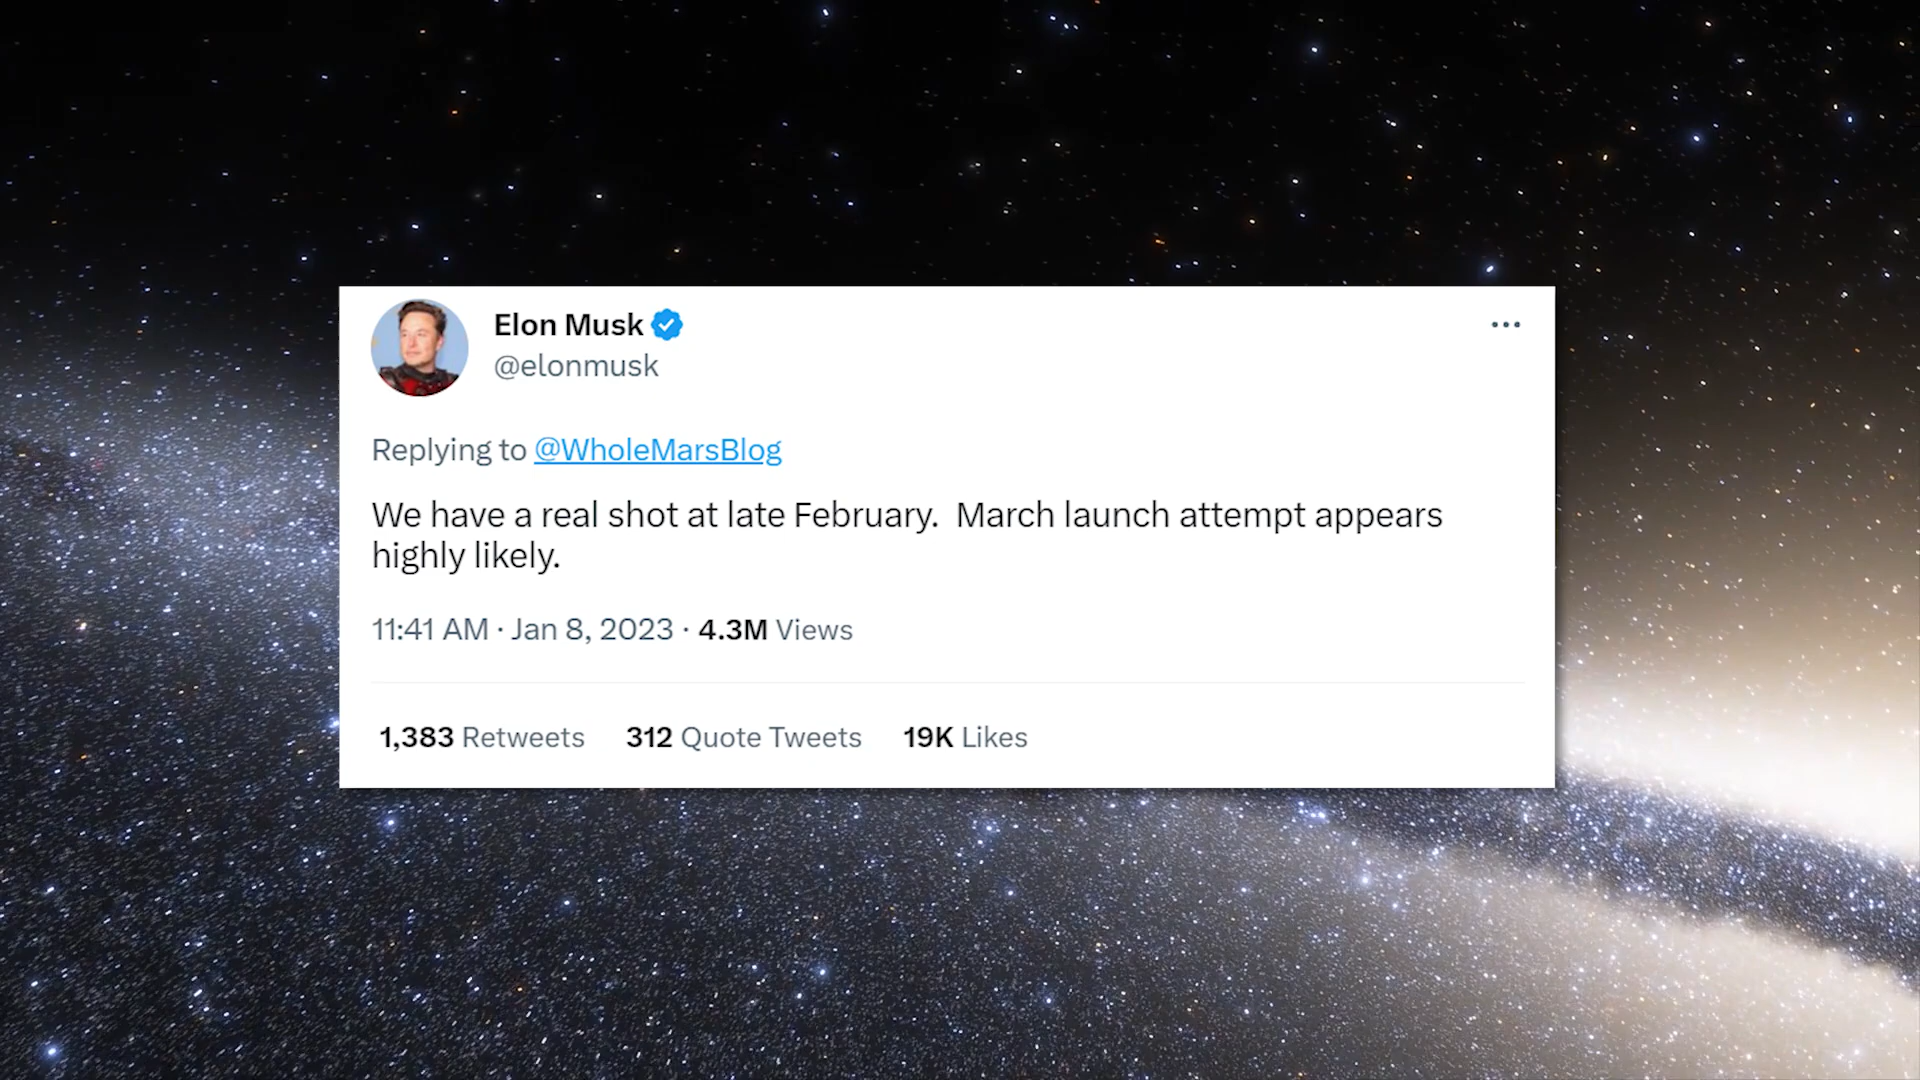 Elon Musk
@elonmusk
Replying to @WholeMarsBlog
We have a real shot at late February.  March launch attempt appears
highly likely.
11:41 AM · Jan 8, 2023 · 4.3M Views
1,383 Retweets 312 Quote Tweets 19K Likes